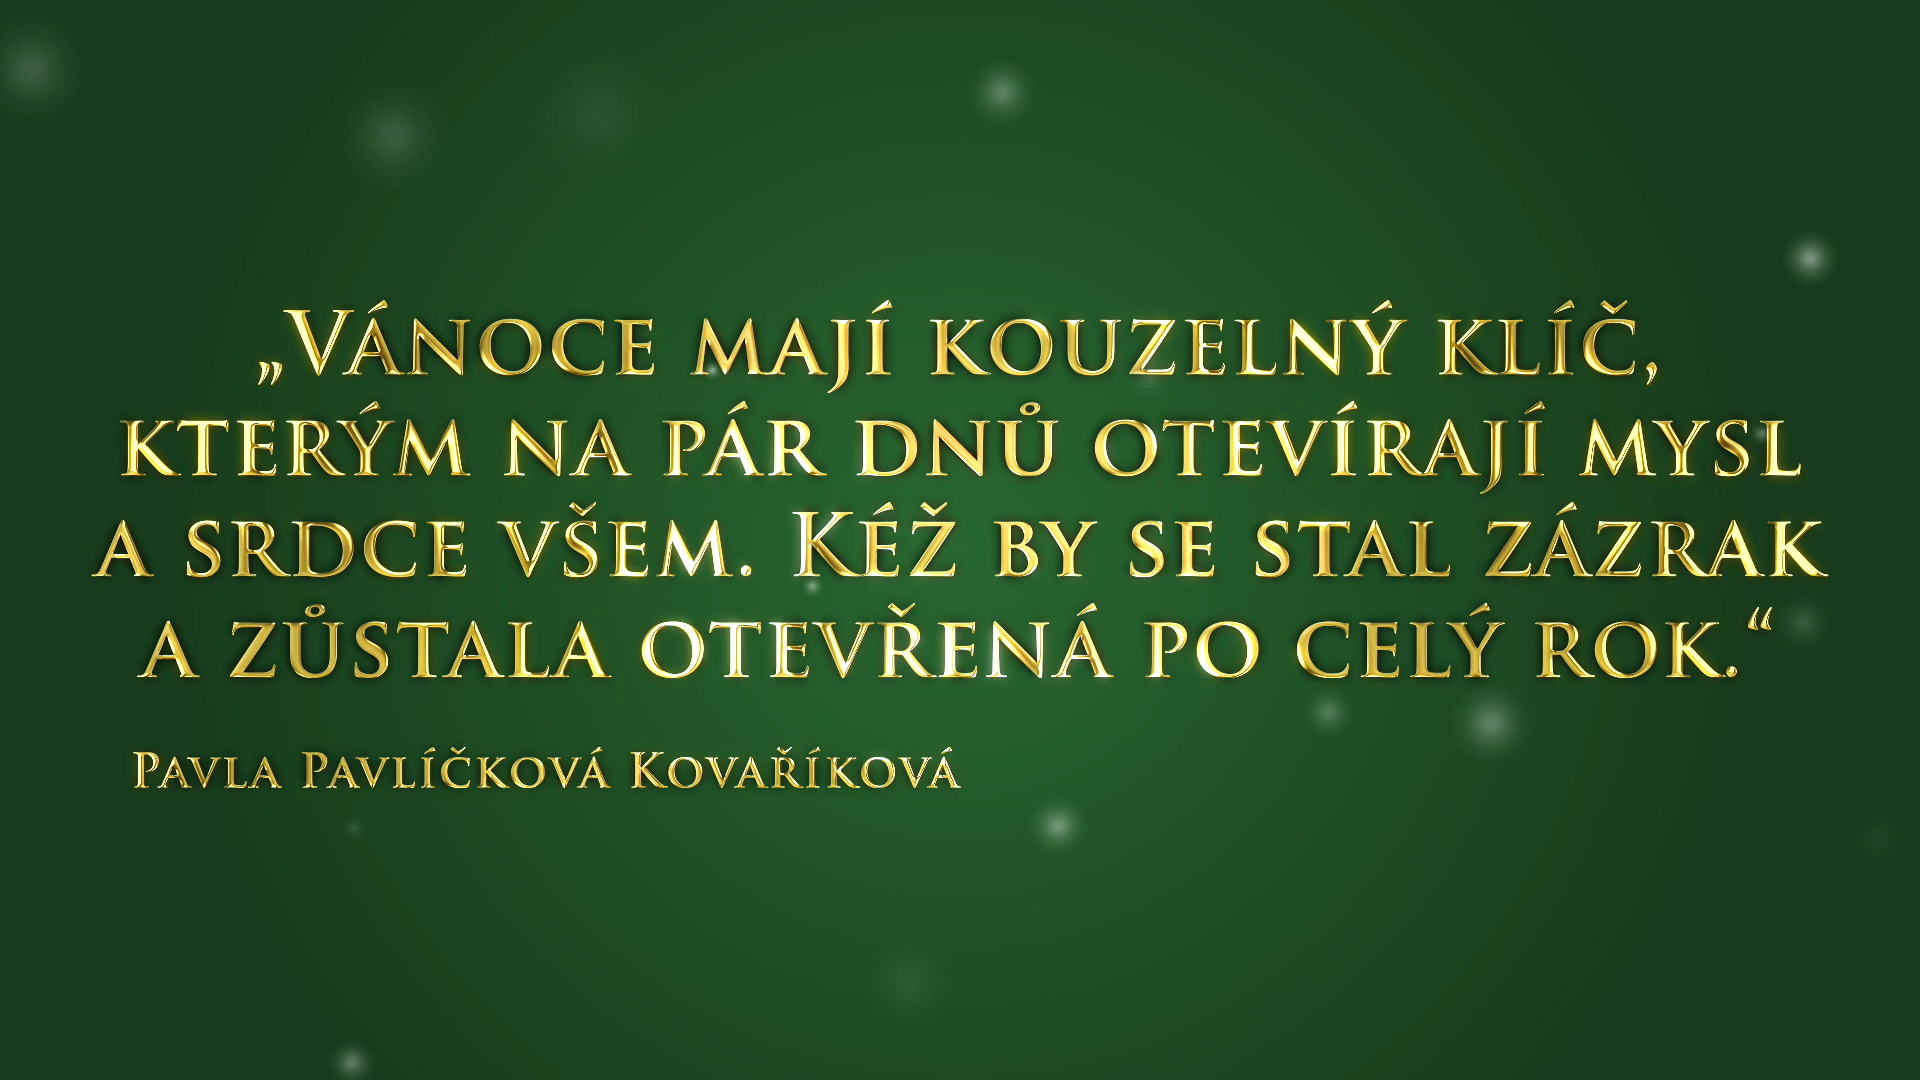 „Vánoce mají kouzelný klíč,
kterým na pár dnů otevírají mysl
a srdce všem. Kéž by se stal zázrak
a zůstala otevřená po celý rok.“
Pavla Pavlíčková Kovaříková